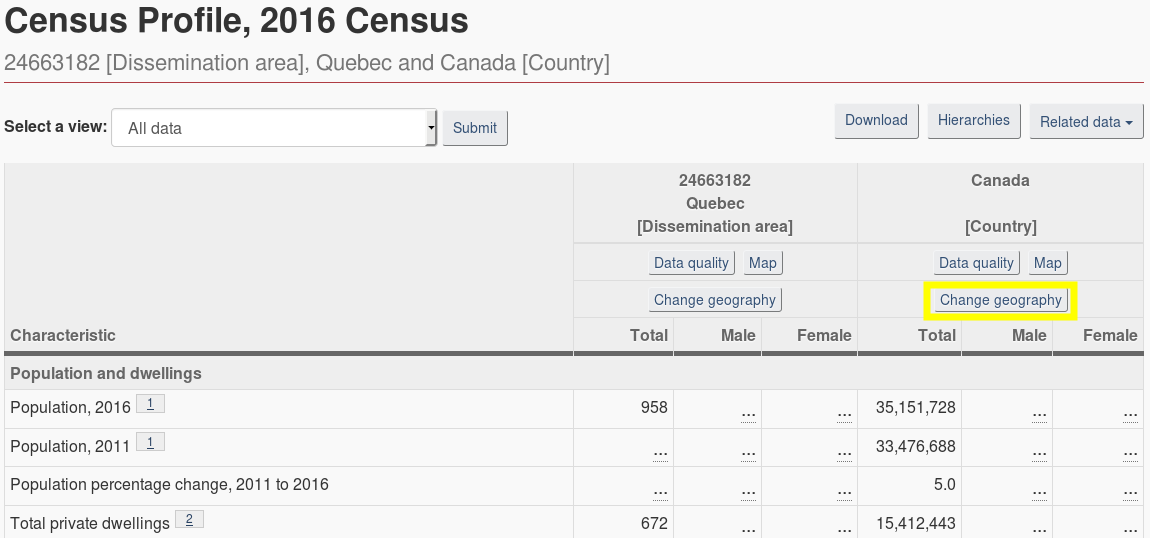 Census Profile, 2016 Census
24663182 [Dissemination area], Quebec and Canada [Country]
Select a view: All data Submit Download Hierarchies Related data
24663182 Canada
Quebec
[Dissemination area] [Country]
Data quality Map Data quality Map
Change geography Change geography
Characteristic Total Male Female Total Male Female
Population and dwellings
Population, 2016 1 958 ... ... 35,151,728 ... ...
Population, 2011 1 ... ... ... 33,476,688 ... ...
Population percentage change, 2011 to 2016 ... ... ... 5.0 ... ...
Total private dwellings 2 672 ... ... 15,412,443 ... ...